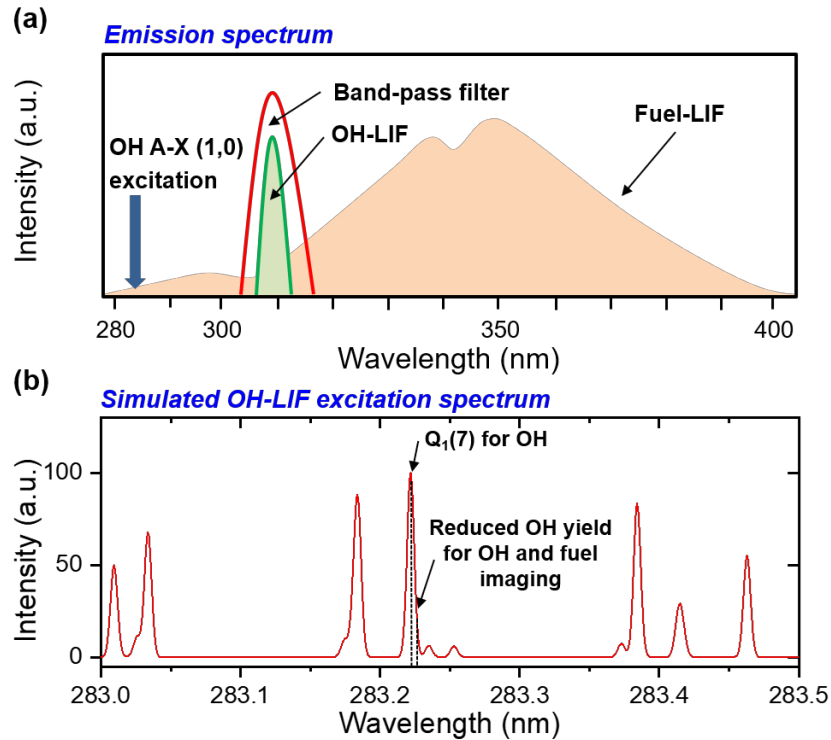 (a)
Emission spectrum
Band-pass filter
OH-LIF
Fuel-LIF
OH A-X (1,0)
excitation
Intensity (a.u.)
280 300 350 400
Wavelength (nm)
(b)
Simulated OH-LIF excitation spectrum
Q₁(7) for OH
100
Reduced OH yield
for OH and fuel
imaging
50
0
Intensity (a.u.)
283.0 283.1 283.2 283.3 283.4 283.5
Wavelength (nm)